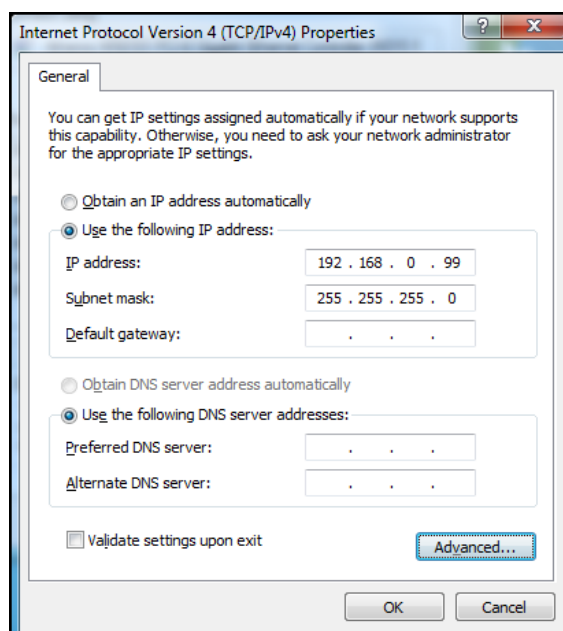 Internet Protocol Version 4 (TCP/IPv4) Properties
General
You can get IP settings assigned automatically if your network supports
this capability. Otherwise, you need to ask your network administrator
for the appropriate IP settings.
Obtain an IP address automatically
Use the following IP address:
IP address: 192 . 168 . 0 . 99
Subnet mask: 255 . 255 . 255 . 0
Default gateway: . . .
Obtain DNS server address automatically
Use the following DNS server addresses:
Preferred DNS server: . . .
Alternate DNS server: . . .
Validate settings upon exit
Advanced...
OK Cancel